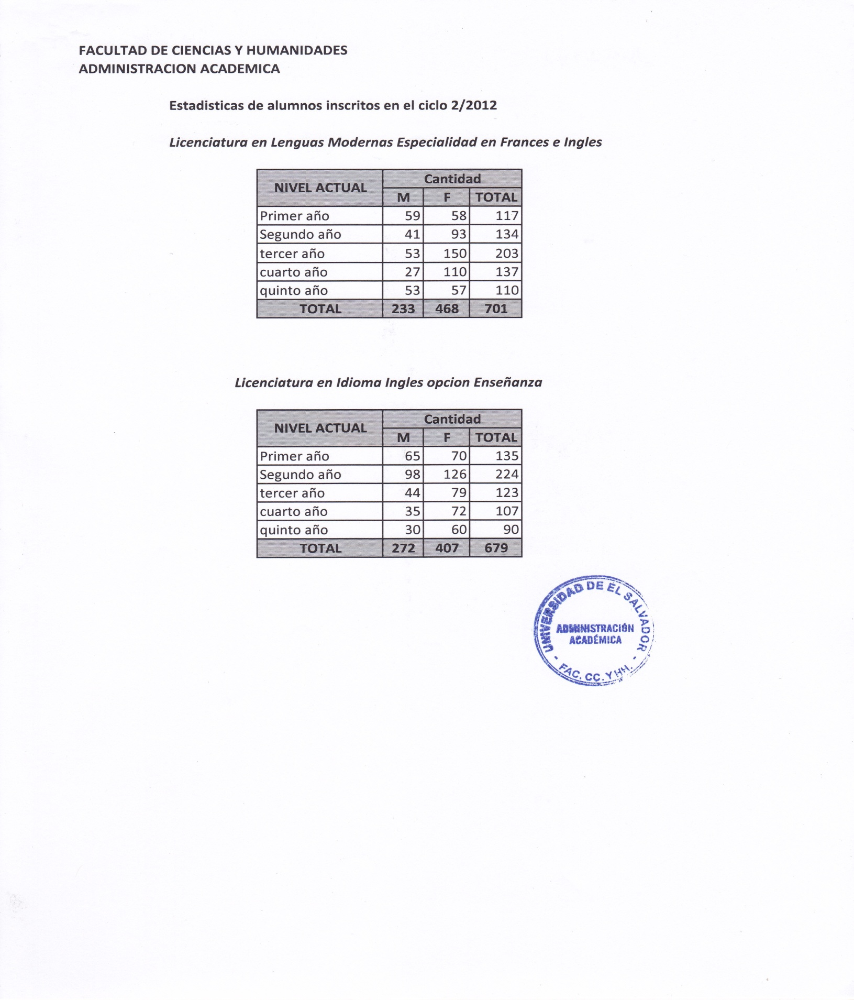 FACULTAD DE CIENCIAS Y HUMANIDADES
ADMINISTRACION ACADEMICA
Estadisticas de alumnos inscritos en el ciclo 2/2012
Licenciatura en Lenguas Modernas Especialidad en Frances e Ingles
NIVEL ACTUAL Cantidad
M F TOTAL
Primer año 59 58 117
Segundo año 41 93 134
tercer año 53 150 203
cuarto año 27 110 137
quinto año 53 57 110
TOTAL 233 468 701
Licenciatura en Idioma Ingles opcion Enseñanza
NIVEL ACTUAL Cantidad
M F TOTAL
Primer año 65 70 135
Segundo año 98 126 224
tercer año 44 79 123
cuarto año 35 72 107
quinto año 30 60 90
TOTAL 272 407 679
UNIVERSIDAD DE EL SALVADOR
ADMINISTRACIÓN
ACADÉMICA
- FAC. CC. Y HH. -